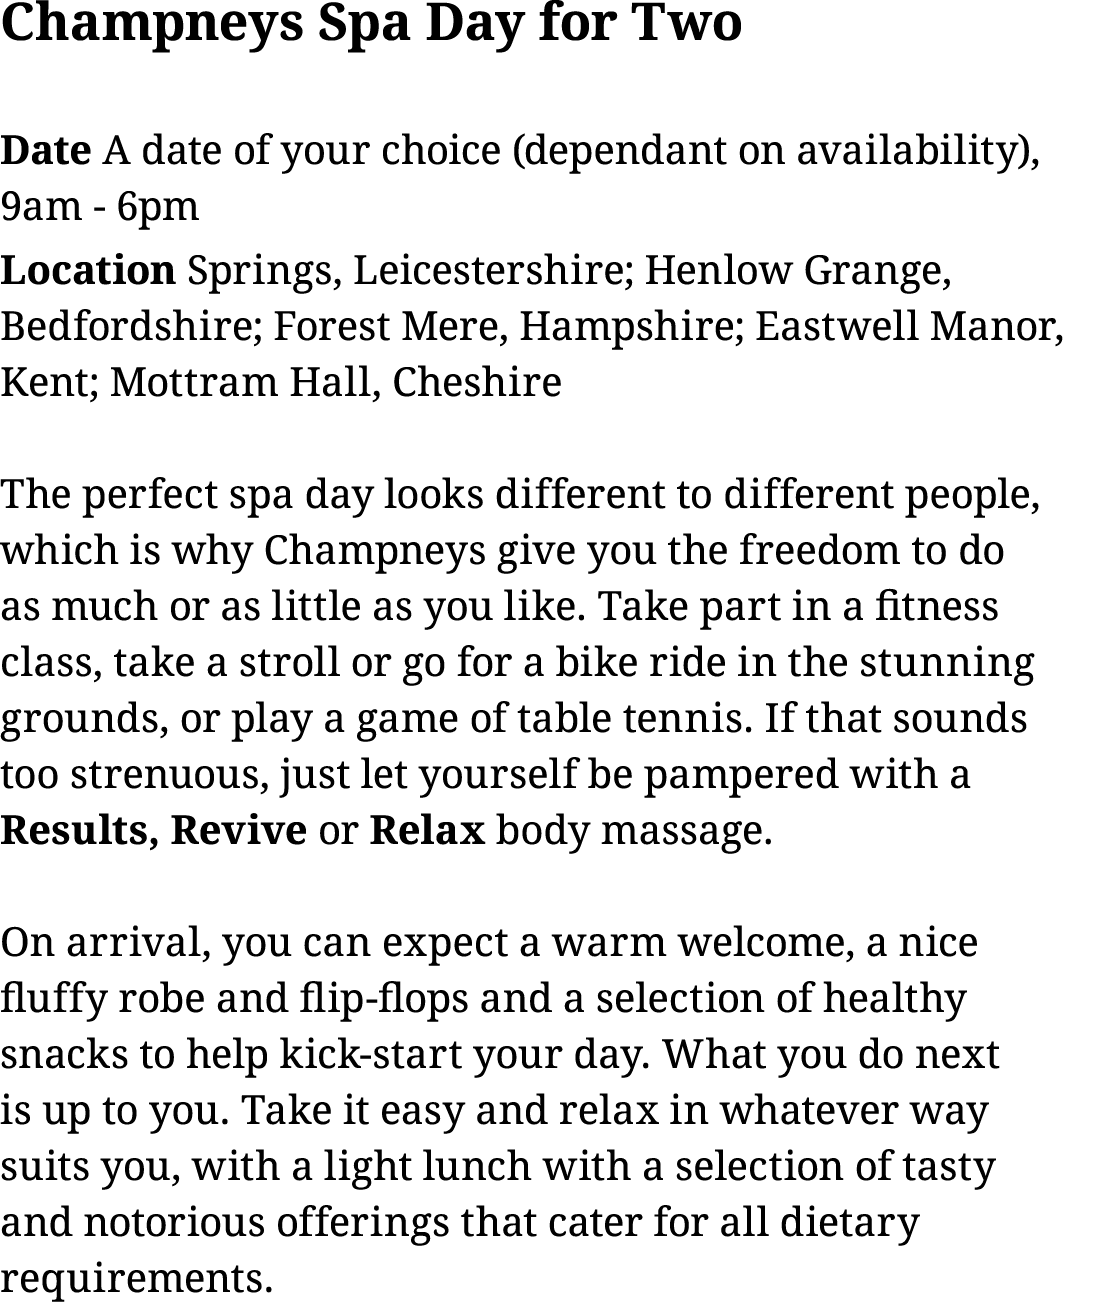 Champneys Spa Day for Two
Date A date of your choice (dependant on availability),
9am - 6pm
Location Springs, Leicestershire; Henlow Grange,
Bedfordshire; Forest Mere, Hampshire; Eastwell Manor,
Kent; Mottram Hall, Cheshire
The perfect spa day looks different to different people,
which is why Champneys give you the freedom to do
as much or as little as you like. Take part in a fitness
class, take a stroll or go for a bike ride in the stunning
grounds, or play a game of table tennis. If that sounds
too strenuous, just let yourself be pampered with a
Results, Revive or Relax body massage.
On arrival, you can expect a warm welcome, a nice
fluffy robe and flip-flops and a selection of healthy
snacks to help kick-start your day. What you do next
is up to you. Take it easy and relax in whatever way
suits you, with a light lunch with a selection of tasty
and notorious offerings that cater for all dietary
requirements.